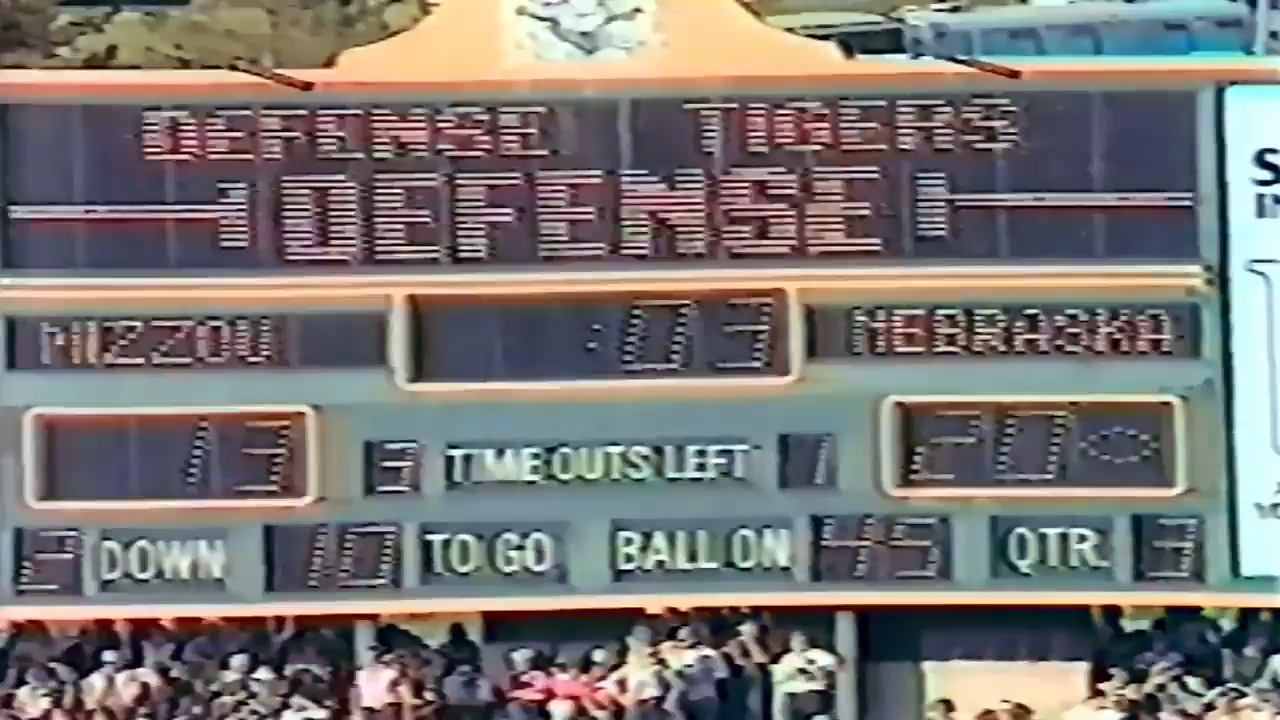 DEFENSE TIGERS
DEFENSE
MIZZOU :03 NEBRASKA
13 3 TIME OUTS LEFT 1 20
2 DOWN 10 TO GO BALL ON 45 QTR. 3